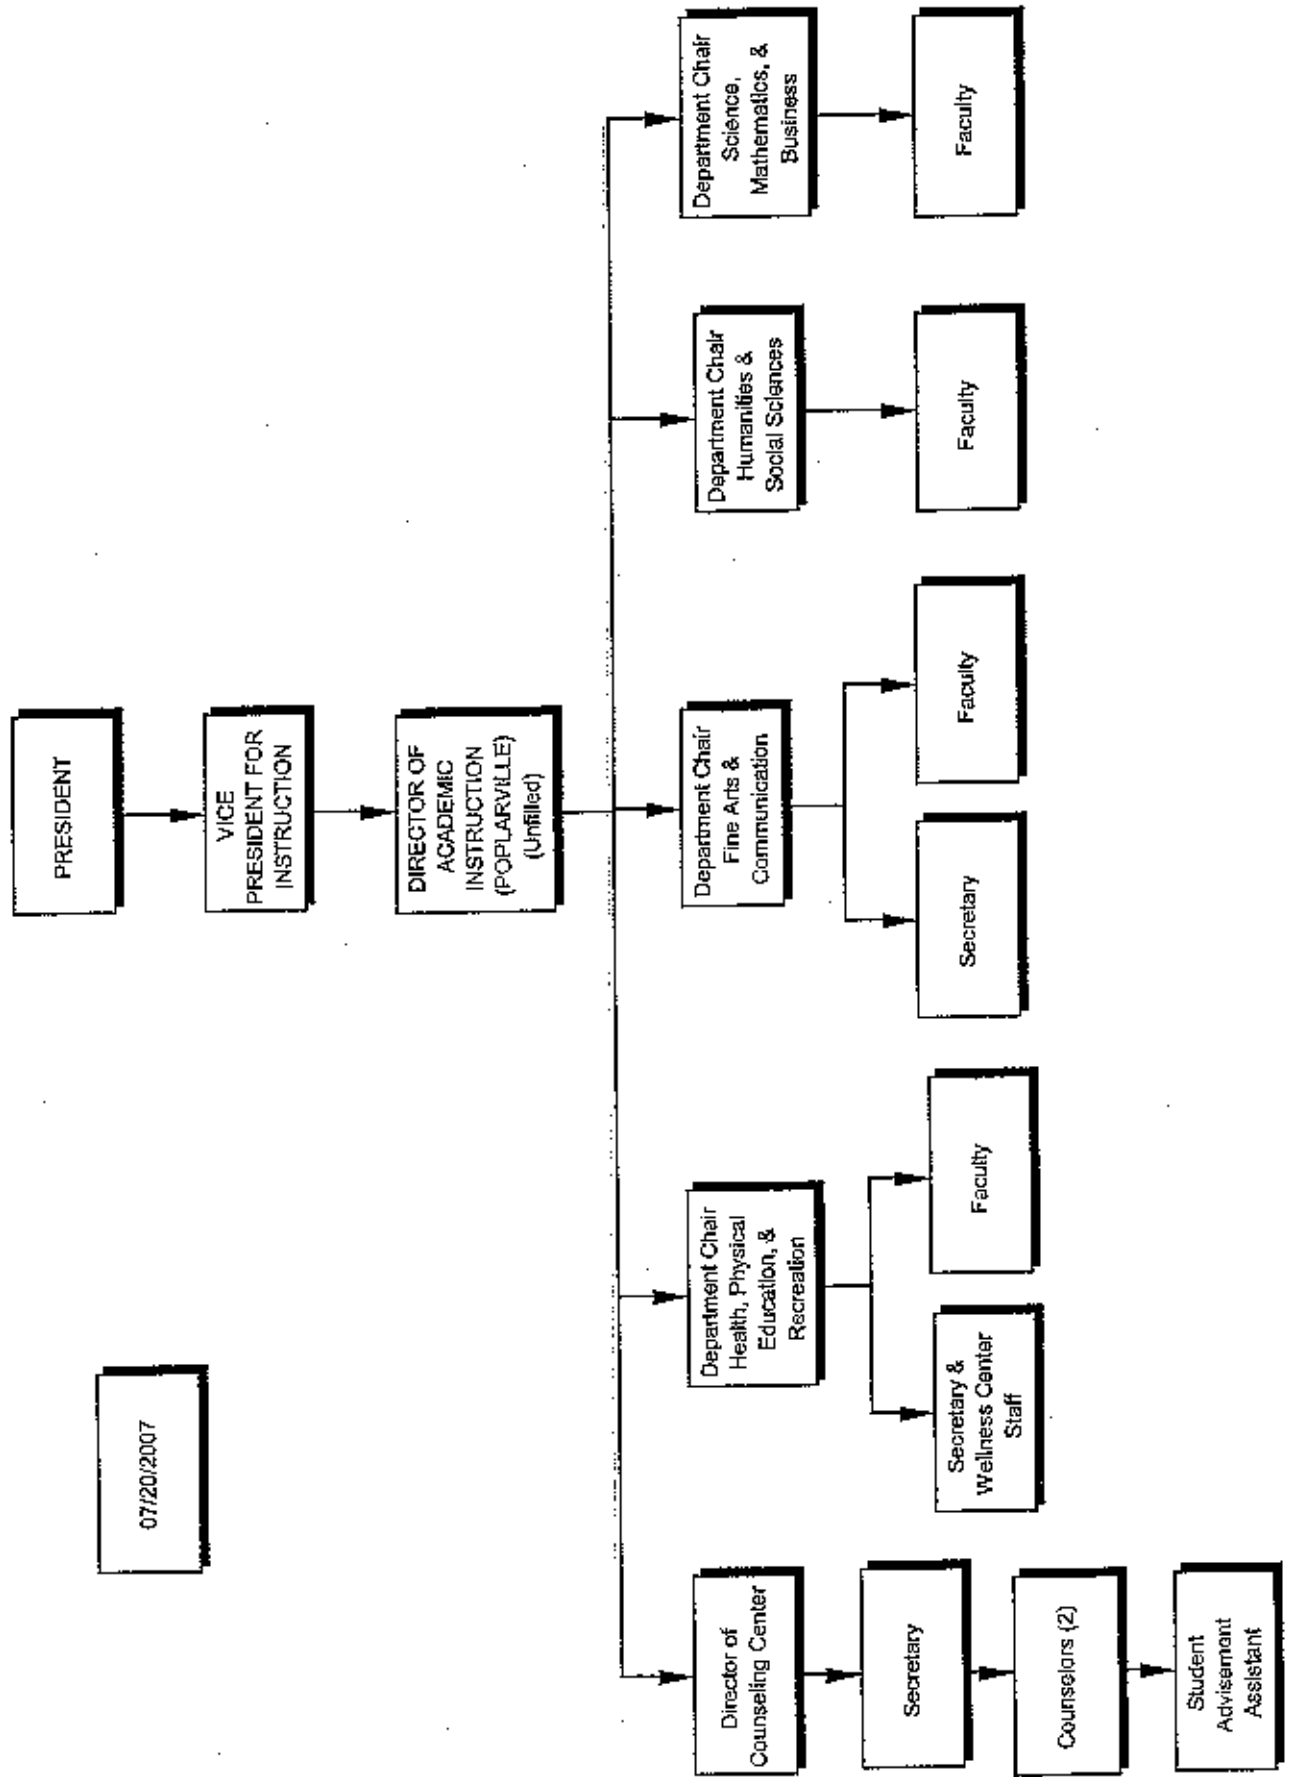 07/20/2007
PRESIDENT
VICE
PRESIDENT FOR
INSTRUCTION
DIRECTOR OF
ACADEMIC
INSTRUCTION
(POPLARVILLE)
(Unfilled)
Director of
Counseling Center
Department Chair
Health, Physical
Education, &
Recreation
Department Chair
Fine Arts &
Communication
Department Chair
Humanities &
Social Sciences
Department Chair
Science,
Mathematics, &
Business
Secretary
Secretary &
Wellness Center
Staff
Faculty
Secretary
Faculty
Faculty
Faculty
Counselors (2)
Student
Advisement
Assistant